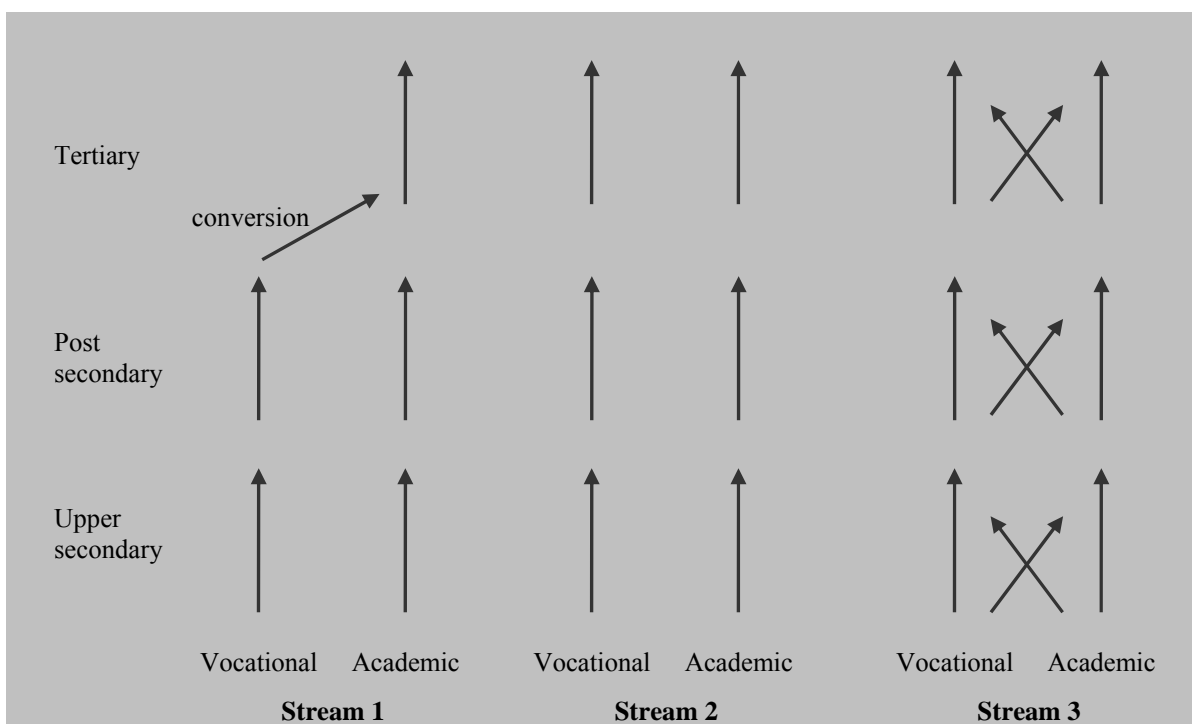 Tertiary
conversion
Post
secondary
Upper
secondary
Vocational Academic Vocational Academic Vocational Academic
Stream 1 Stream 2 Stream 3